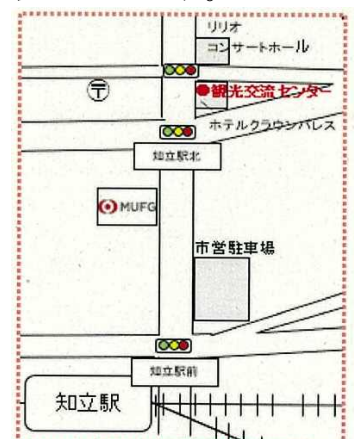 リリオ
コンサートホール
〒
●観光交流センター
ホテルクラウンパレス
知立駅北
MUFG
市営駐車場
知立駅前
知立駅